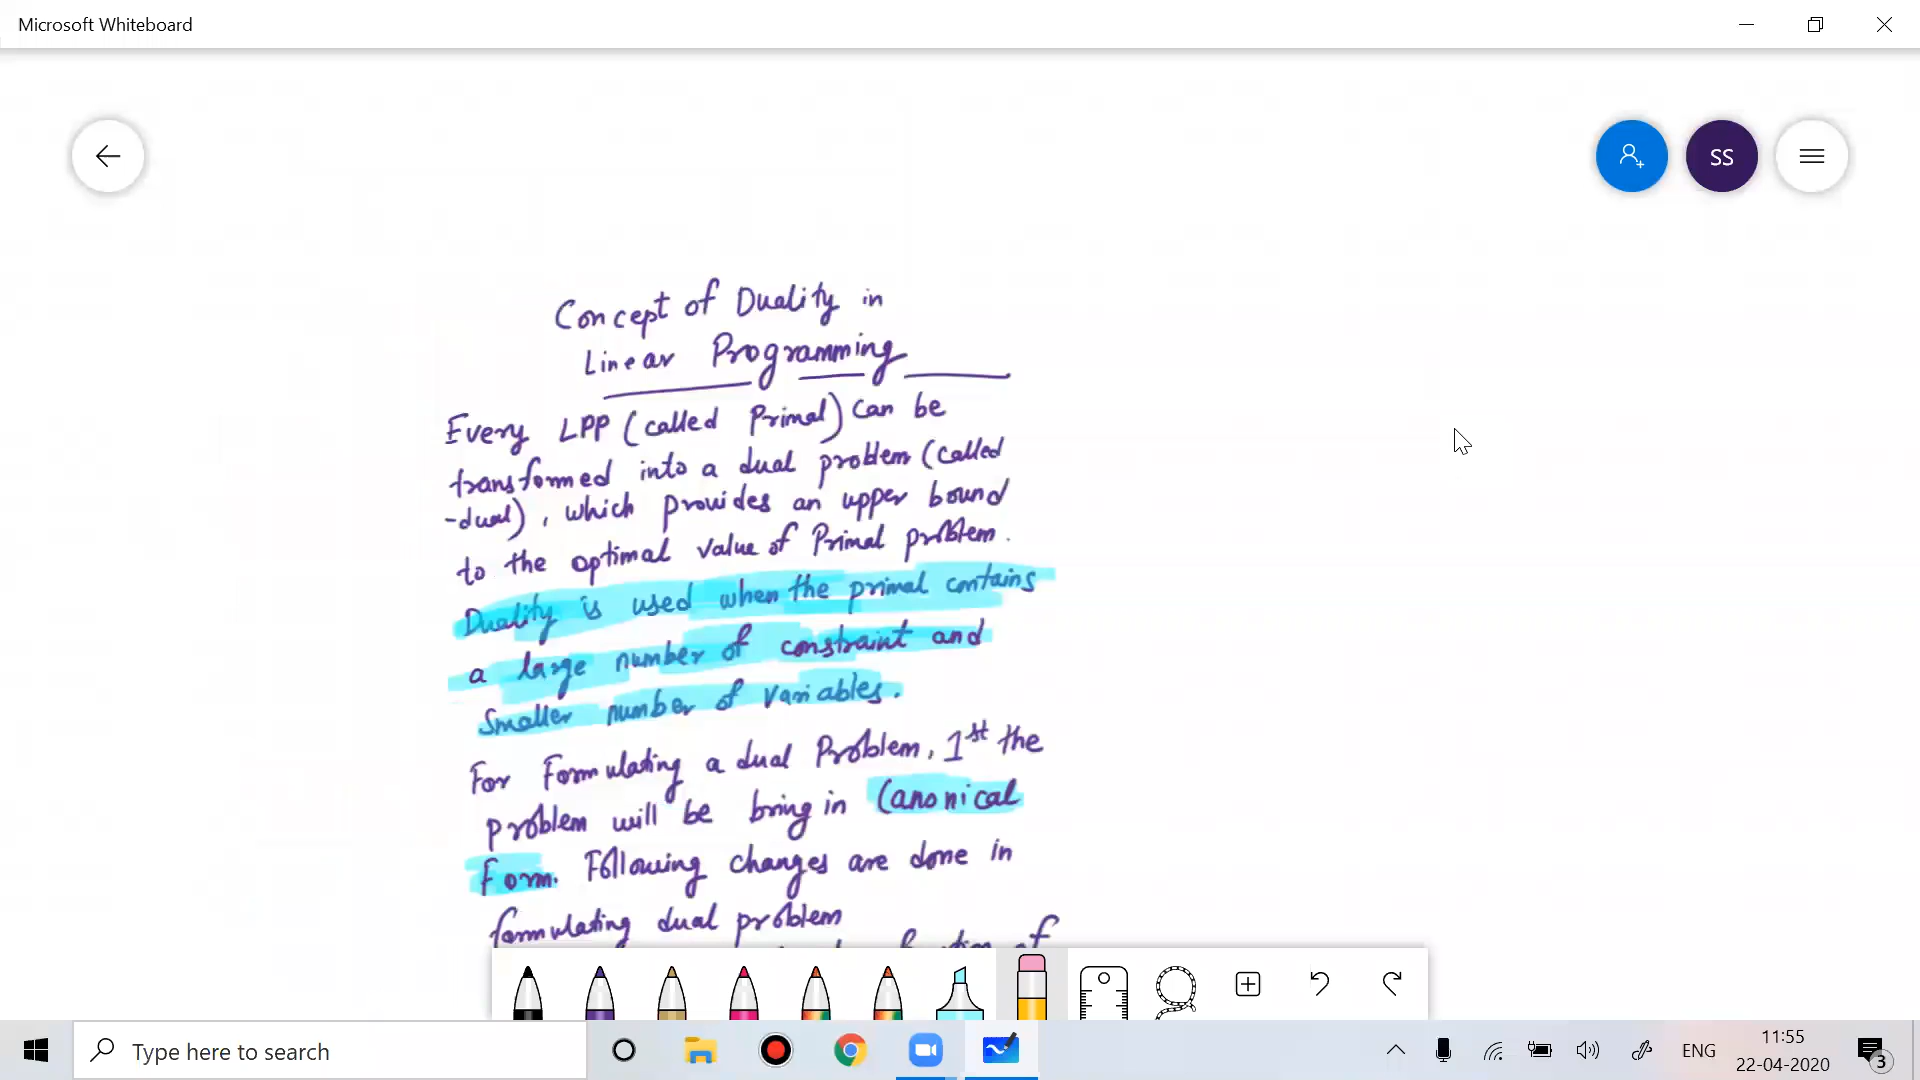 Microsoft Whiteboard
SS
Concept of Duality in
Linear Programming
Every LPP (called Primal) can be
transformed into a dual problem (called
-dual), which provides an upper bound
to the optimal value of Primal problem.
Duality is used when the primal contains
a large number of constraint and
Smaller number of variables.
For Formulating a dual Problem, 1st the
problem will be bring in Canonical
Form. Following changes are done in
formulating dual problem
of
Type here to search
ENG
11:55
22-04-2020
3